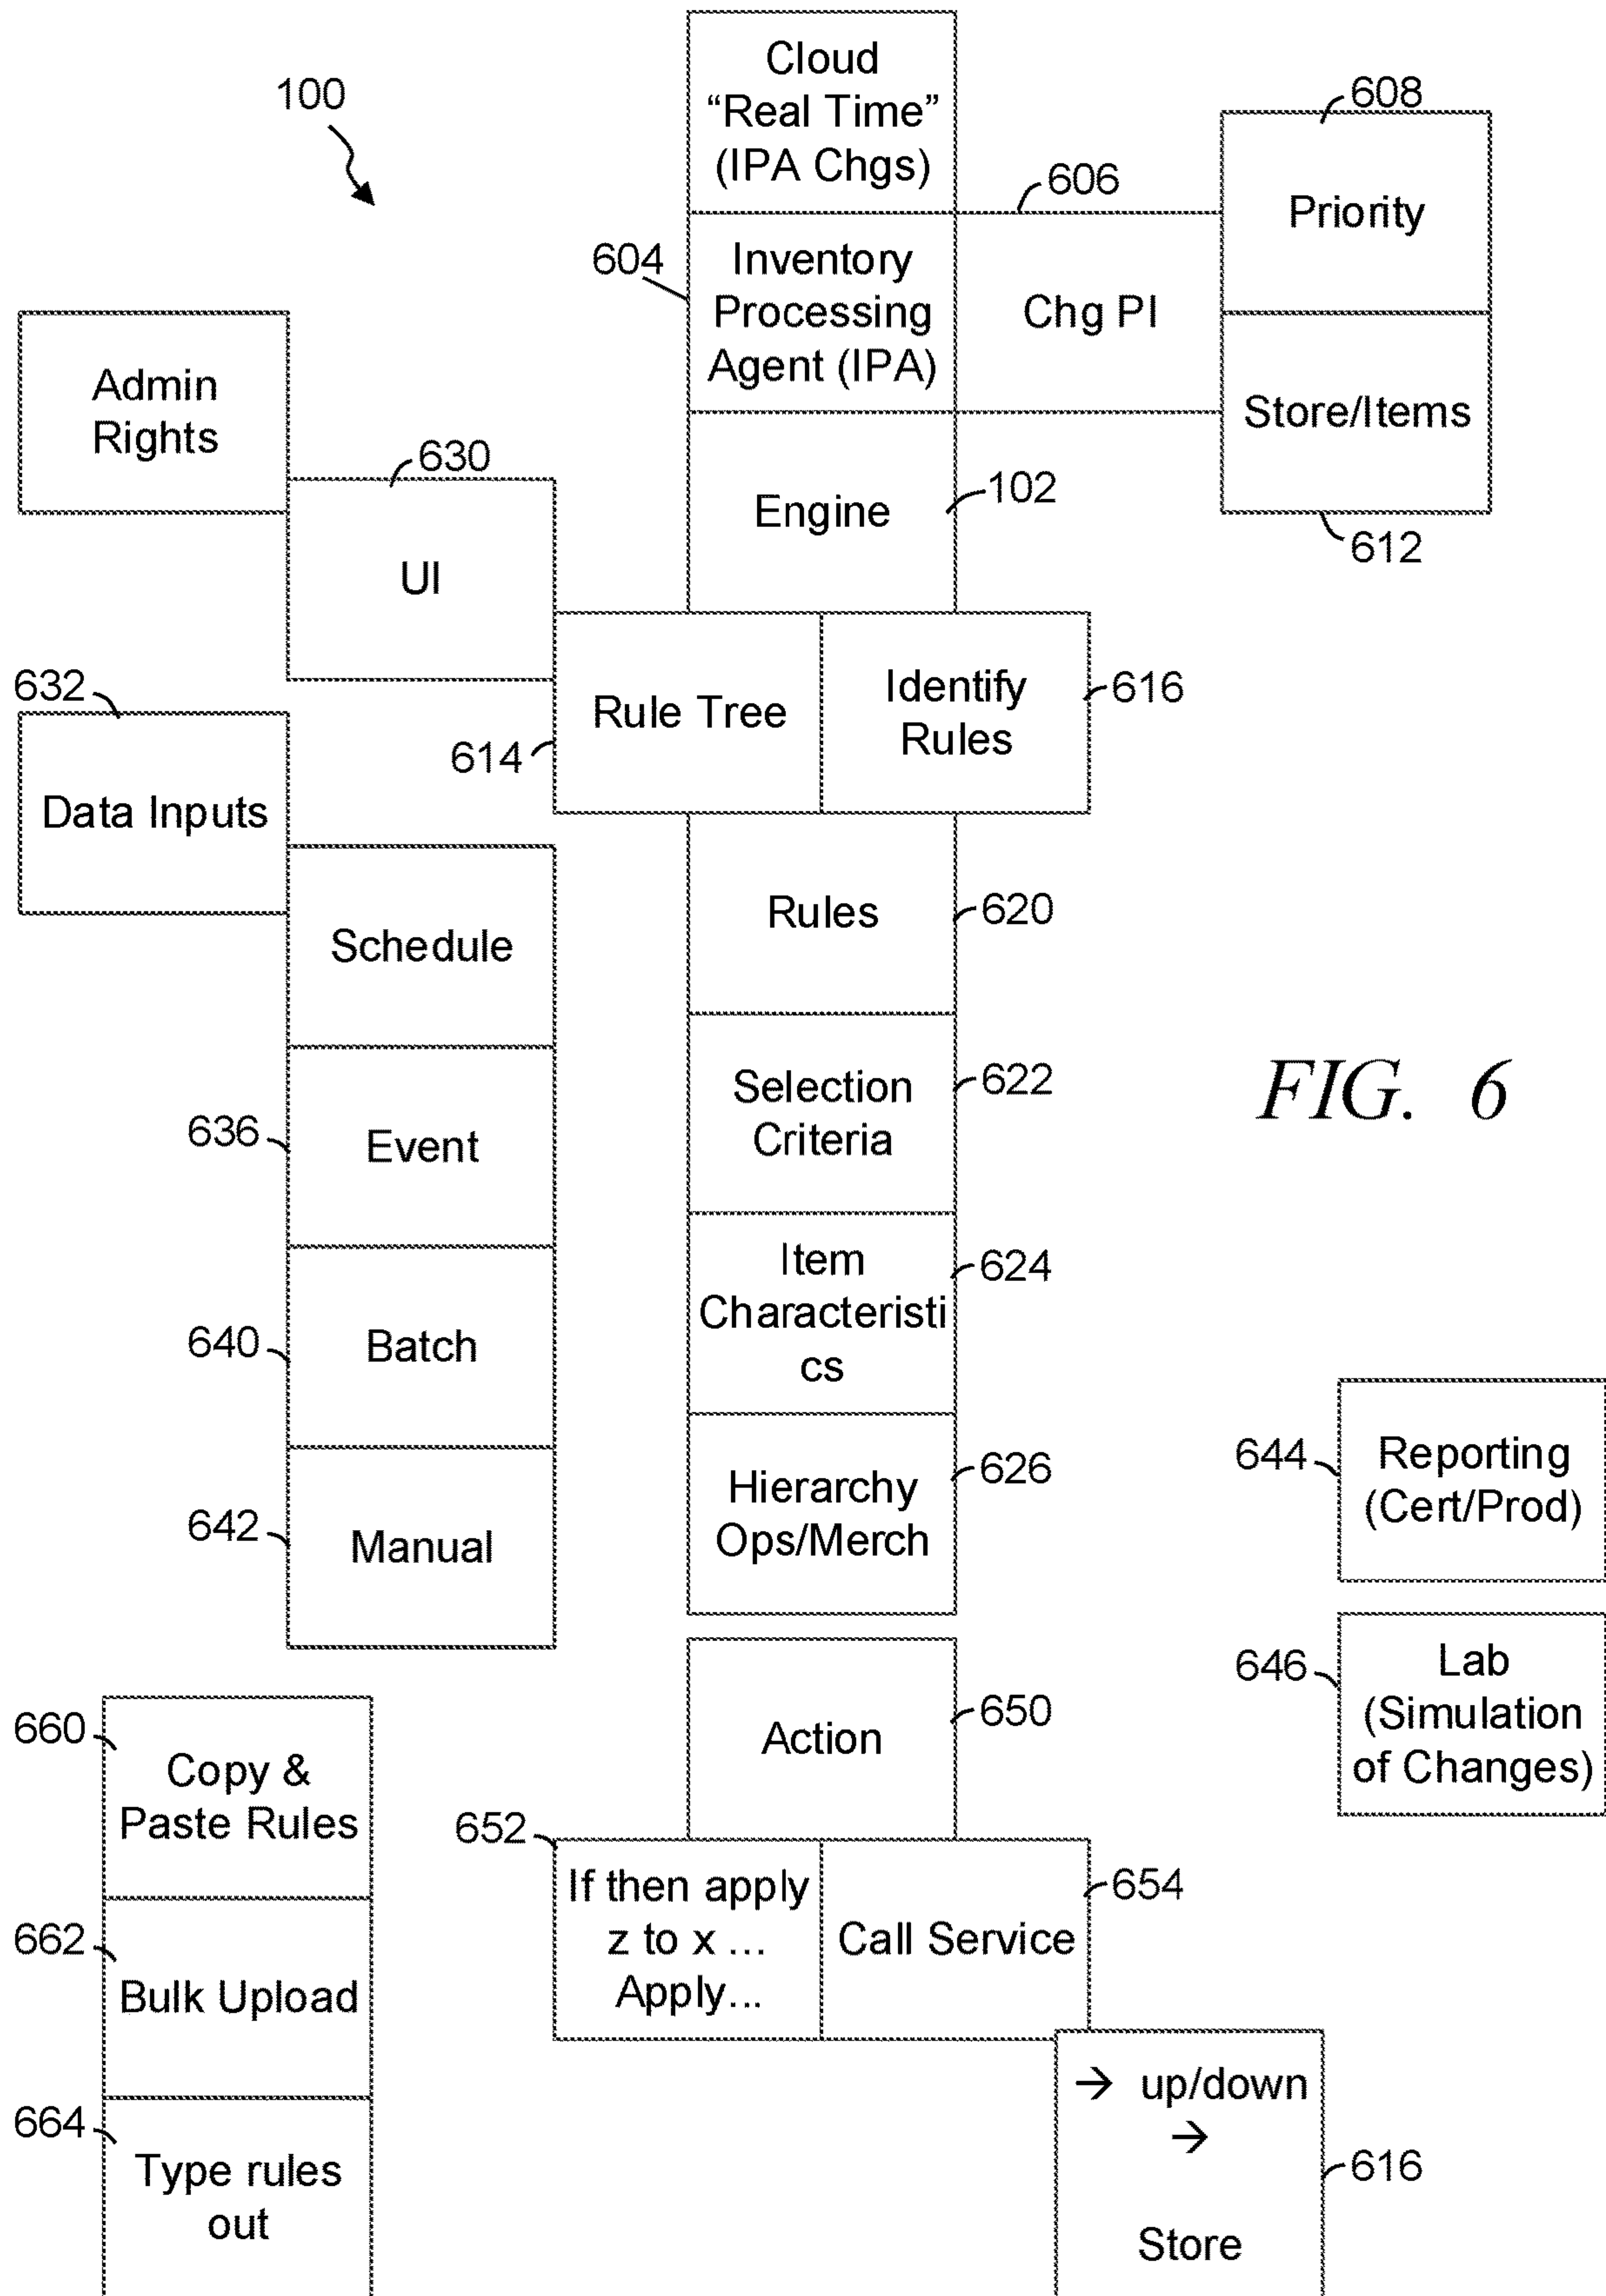 Cloud
“Real Time”
(IPA Chgs)
100
608
Priority
606
604
Inventory
Processing
Agent (IPA)
Chg PI
Store/Items
612
Admin
Rights
630
UI
Engine
102
632
Data Inputs
614
Rule Tree
Identify
Rules
616
Rules
620
Schedule
Selection
Criteria
622
FIG. 6
636
Event
Item
Characteristi
cs
624
640
Batch
Hierarchy
Ops/Merch
626
642
Manual
644
Reporting
(Cert/Prod)
646
Lab
(Simulation
of Changes)
Action
650
660
Copy &
Paste Rules
652
If then apply
z to x ...
Apply...
Call Service
654
662
Bulk Upload
→ up/down
→
Store
616
664
Type rules
out